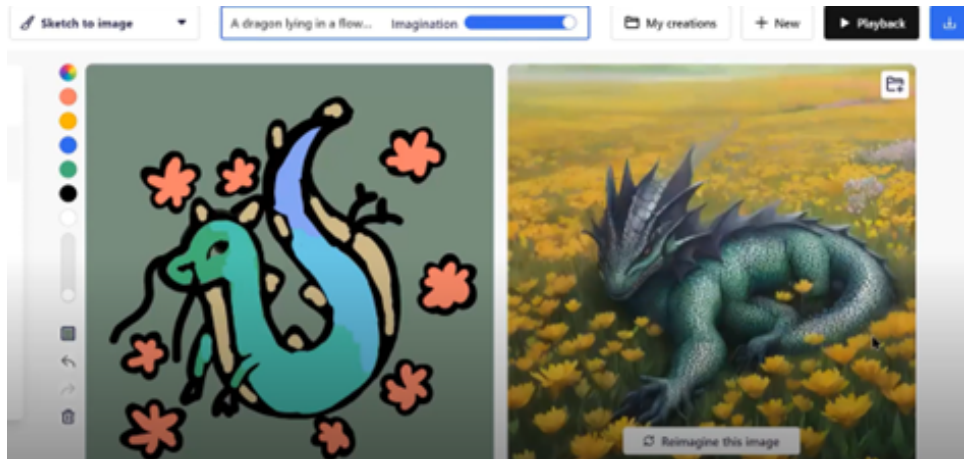 Sketch to image
A dragon lying in a flow...
Imagination
My creations
+ New
Playback
Reimagine this image